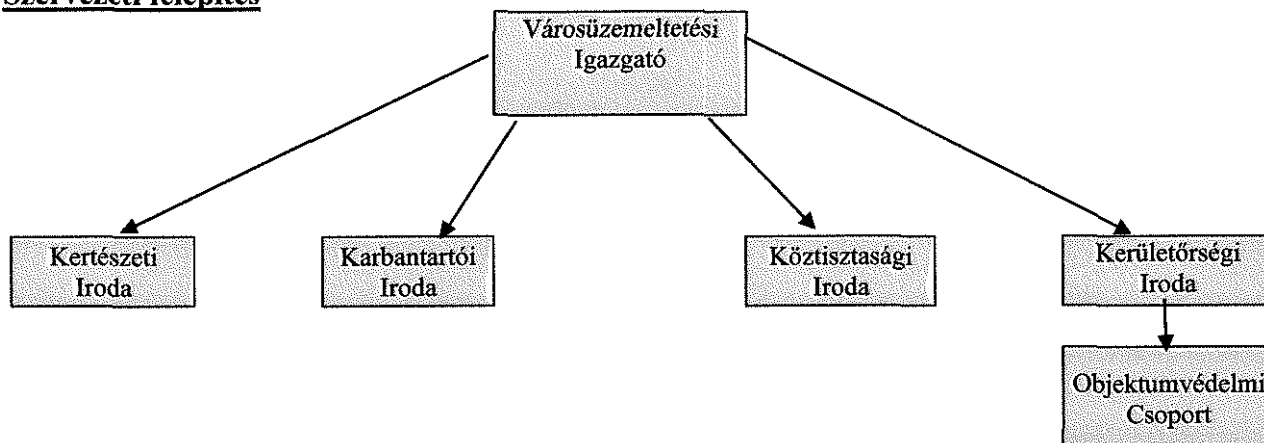 Szervezeti felépítés
Városüzemeltetési
Igazgató
Kertészeti
Iroda
Karbantartói
Iroda
Köztisztasági
Iroda
Kerületőrségi
Iroda
Objektumvédelmi
Csoport